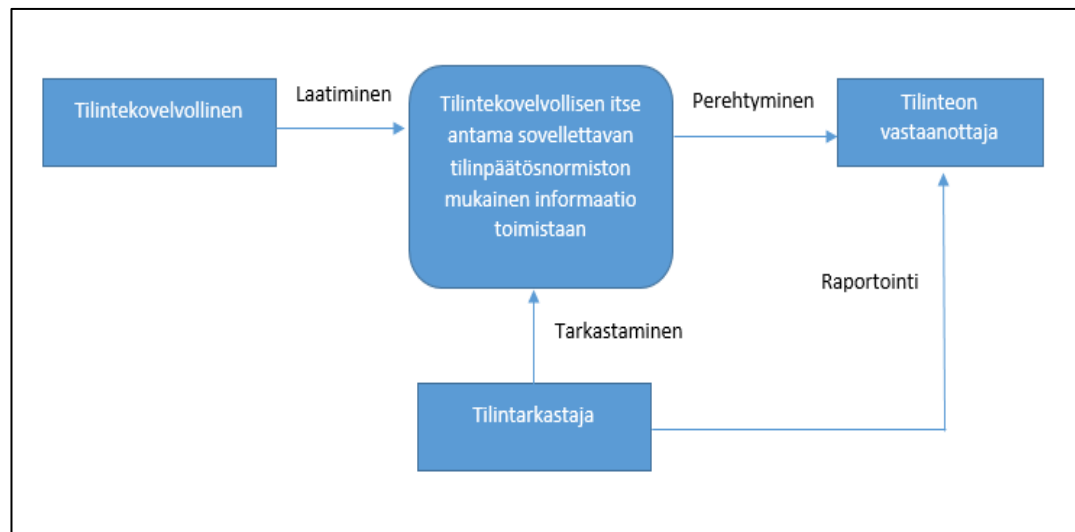 Tilintekovelvollinen
Laatiminen
Tilintekovelvollisen itse
antama sovellettavan
tilinpäätösnormiston
mukainen informaatio
toimistaan
Perehtyminen
Tilinteon
vastaanottaja
Raportointi
Tarkastaminen
Tilintarkastaja